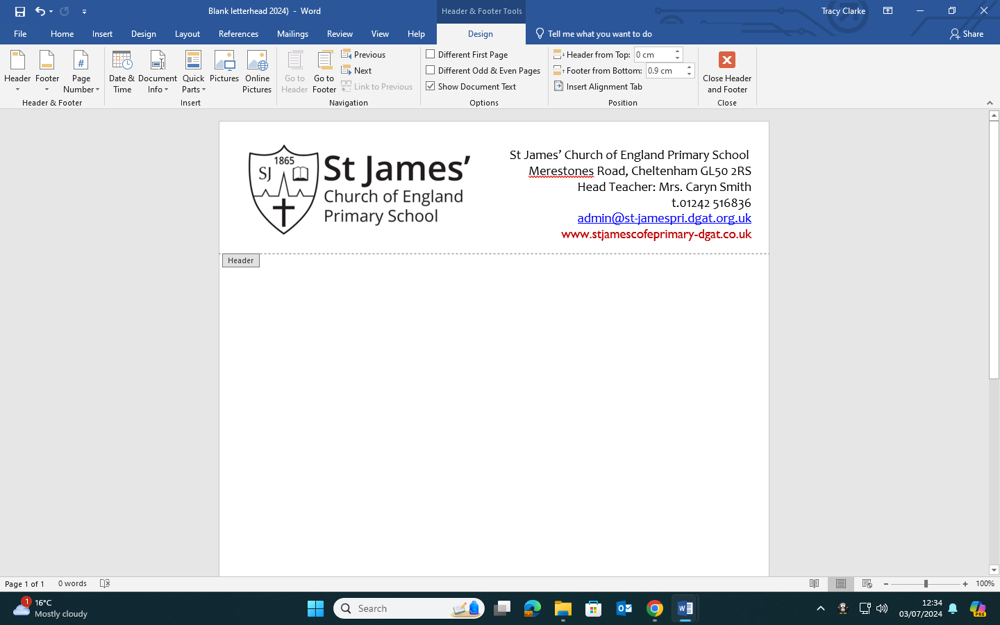 Blank letterhead 2024) - Word
Header & Footer Tools
Tracy Clarke
File Home Insert Design Layout References Mailings Review View Help Design Tell me what you want to do Share
Header Footer Page Number
Header & Footer
Date & Time Document Info Quick Parts Pictures Online Pictures
Insert
Go to Header Go to Footer
Previous
Next
Link to Previous
Navigation
Different First Page
Different Odd & Even Pages
Show Document Text
Options
Header from Top: 0 cm
Footer from Bottom: 0.9 cm
Insert Alignment Tab
Position
Close Header and Footer
Close
1865
SJ
St James’
Church of England
Primary School
St James’ Church of England Primary School
Merestones Road, Cheltenham GL50 2RS
Head Teacher: Mrs. Caryn Smith
t.01242 516836
admin@st-jamespri.dgat.org.uk
www.stjamescofeprimary-dgat.co.uk
Header
Page 1 of 1 0 words
100%
1
16°C
Mostly cloudy
Search
12:34
03/07/2024
PRE